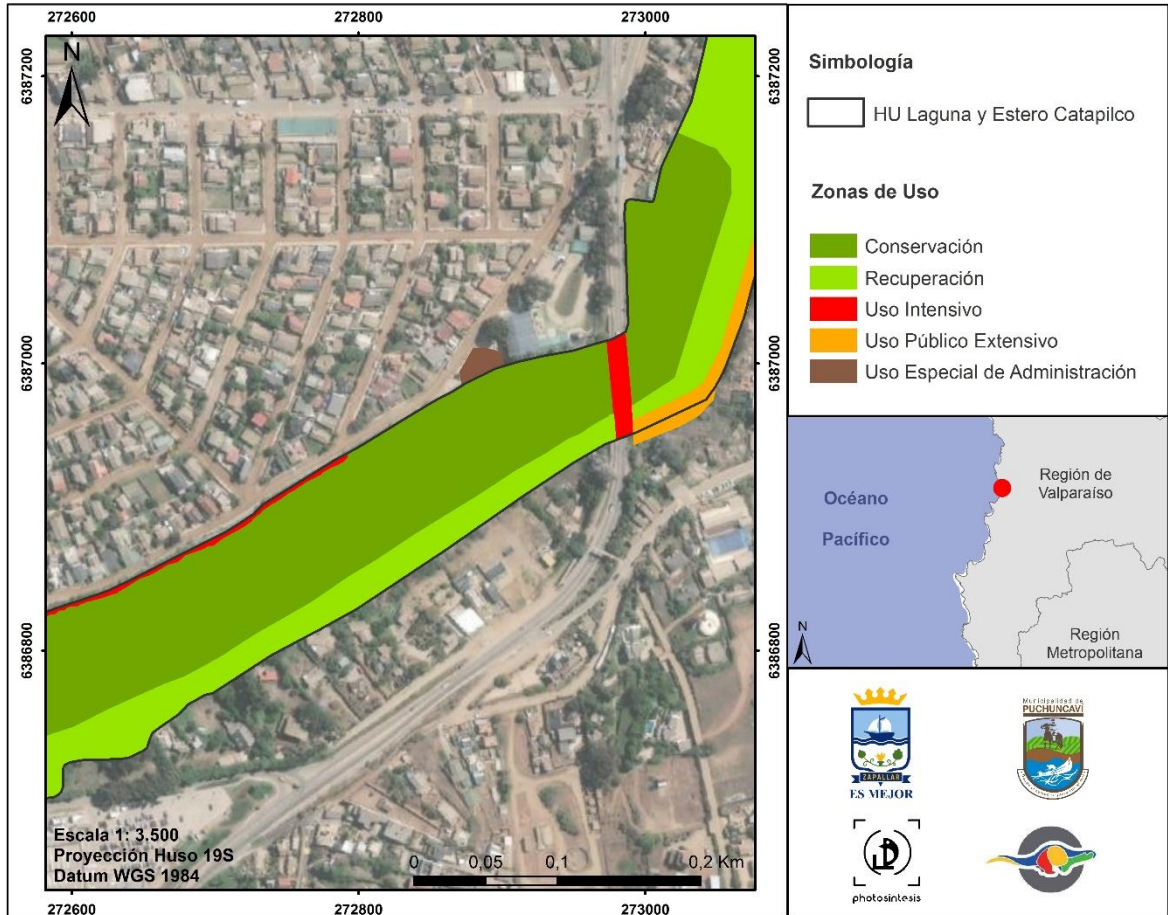 272600
272800
273000
N
6387200
6387200
6387000
6387000
6386800
6386800
Escala 1: 3.500
Proyección Huso 19S
Datum WGS 1984
0 0,05 0,1 0,2 Km
272600
272800
273000
Simbología
HU Laguna y Estero Catapilco
Zonas de Uso
Conservación
Recuperación
Uso Intensivo
Uso Público Extensivo
Uso Especial de Administración
Océano
Pacífico
Región de
Valparaíso
Región
Metropolitana
N
ZAPALLAR
ES MEJOR
Municipalidad de
PUCHUNCAVÍ
photosintesis